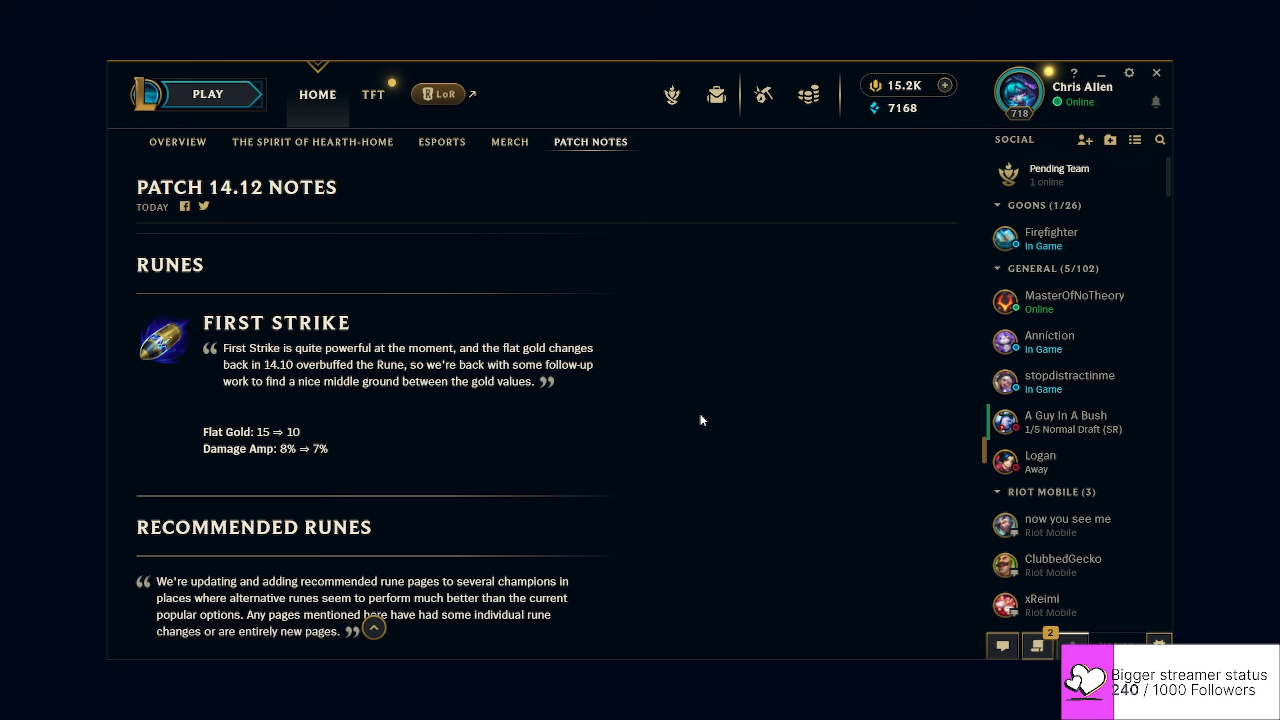 PLAY
HOME
TFT
LoR
15.2K
7168
718
?
Chris Allen
Online
OVERVIEW
THE SPIRIT OF HEARTH-HOME
ESPORTS
MERCH
PATCH NOTES
SOCIAL
PATCH 14.12 NOTES
TODAY
RUNES
FIRST STRIKE
“ First Strike is quite powerful at the moment, and the flat gold changes
back in 14.10 overbuffed the Rune, so we're back with some follow-up
work to find a nice middle ground between the gold values. ”
Flat Gold: 15 ⇒ 10
Damage Amp: 8% ⇒ 7%
RECOMMENDED RUNES
“ We're updating and adding recommended rune pages to several champions in
places where alternative runes seem to perform much better than the current
popular options. Any pages mentioned here have had some individual rune
changes or are entirely new pages. ”
Pending Team
1 online
GOONS (1/26)
Firefighter
In Game
GENERAL (5/102)
MasterOfNoTheory
Online
Anníction
In Game
stopdistractinme
In Game
A Guy In A Bush
1/5 Normal Draft (SR)
Logan
Away
RIOT MOBILE (3)
now you see me
Riot Mobile
ClubbedGecko
Riot Mobile
xReimi
Riot Mobile
2
Bigger streamer status
240 / 1000 Followers